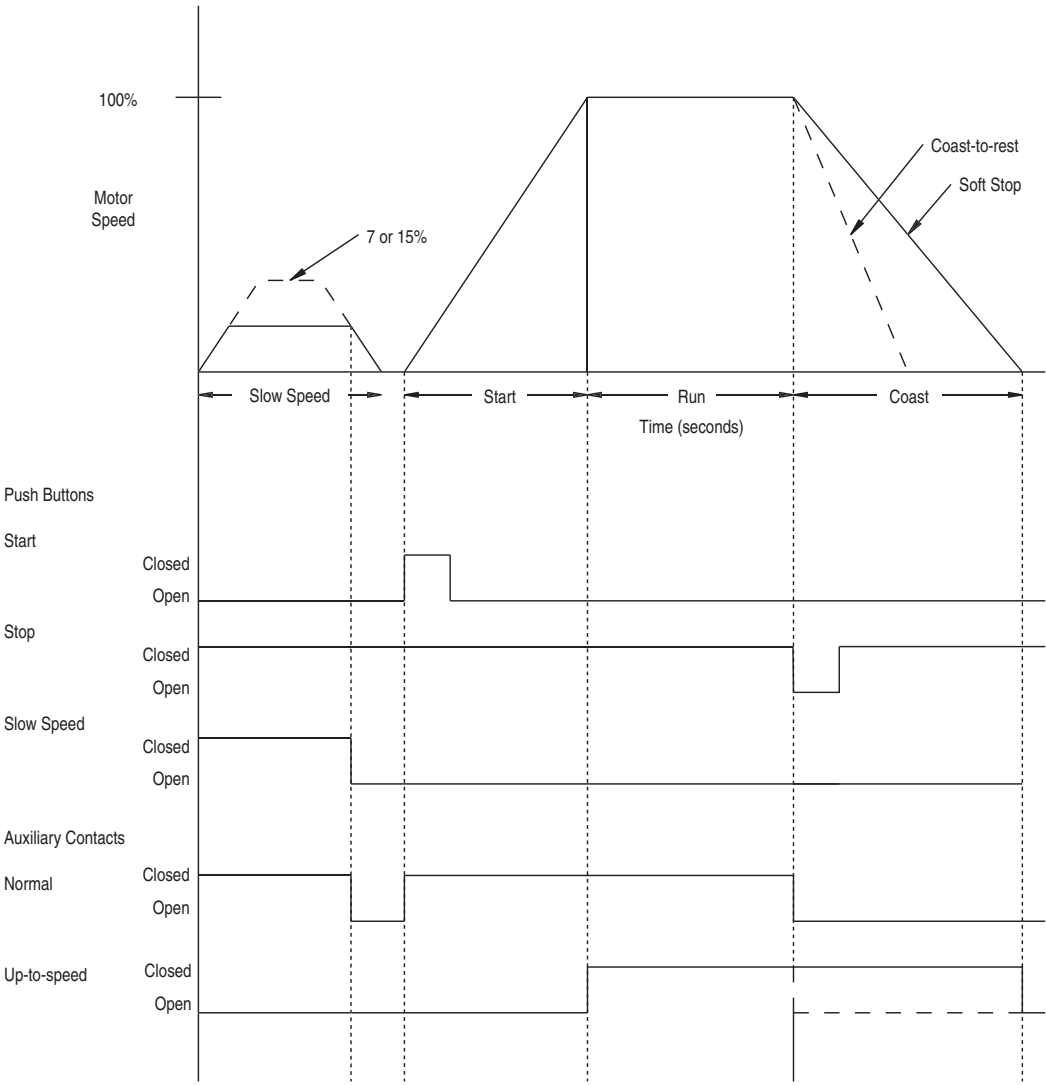 100%
Coast-to-rest
Soft Stop
Motor
Speed
7 or 15%
Slow Speed
Start
Run
Coast
Time (seconds)
Push Buttons
Start
Closed
Open
Stop
Closed
Open
Slow Speed
Closed
Open
Auxiliary Contacts
Normal
Closed
Open
Up-to-speed
Closed
Open